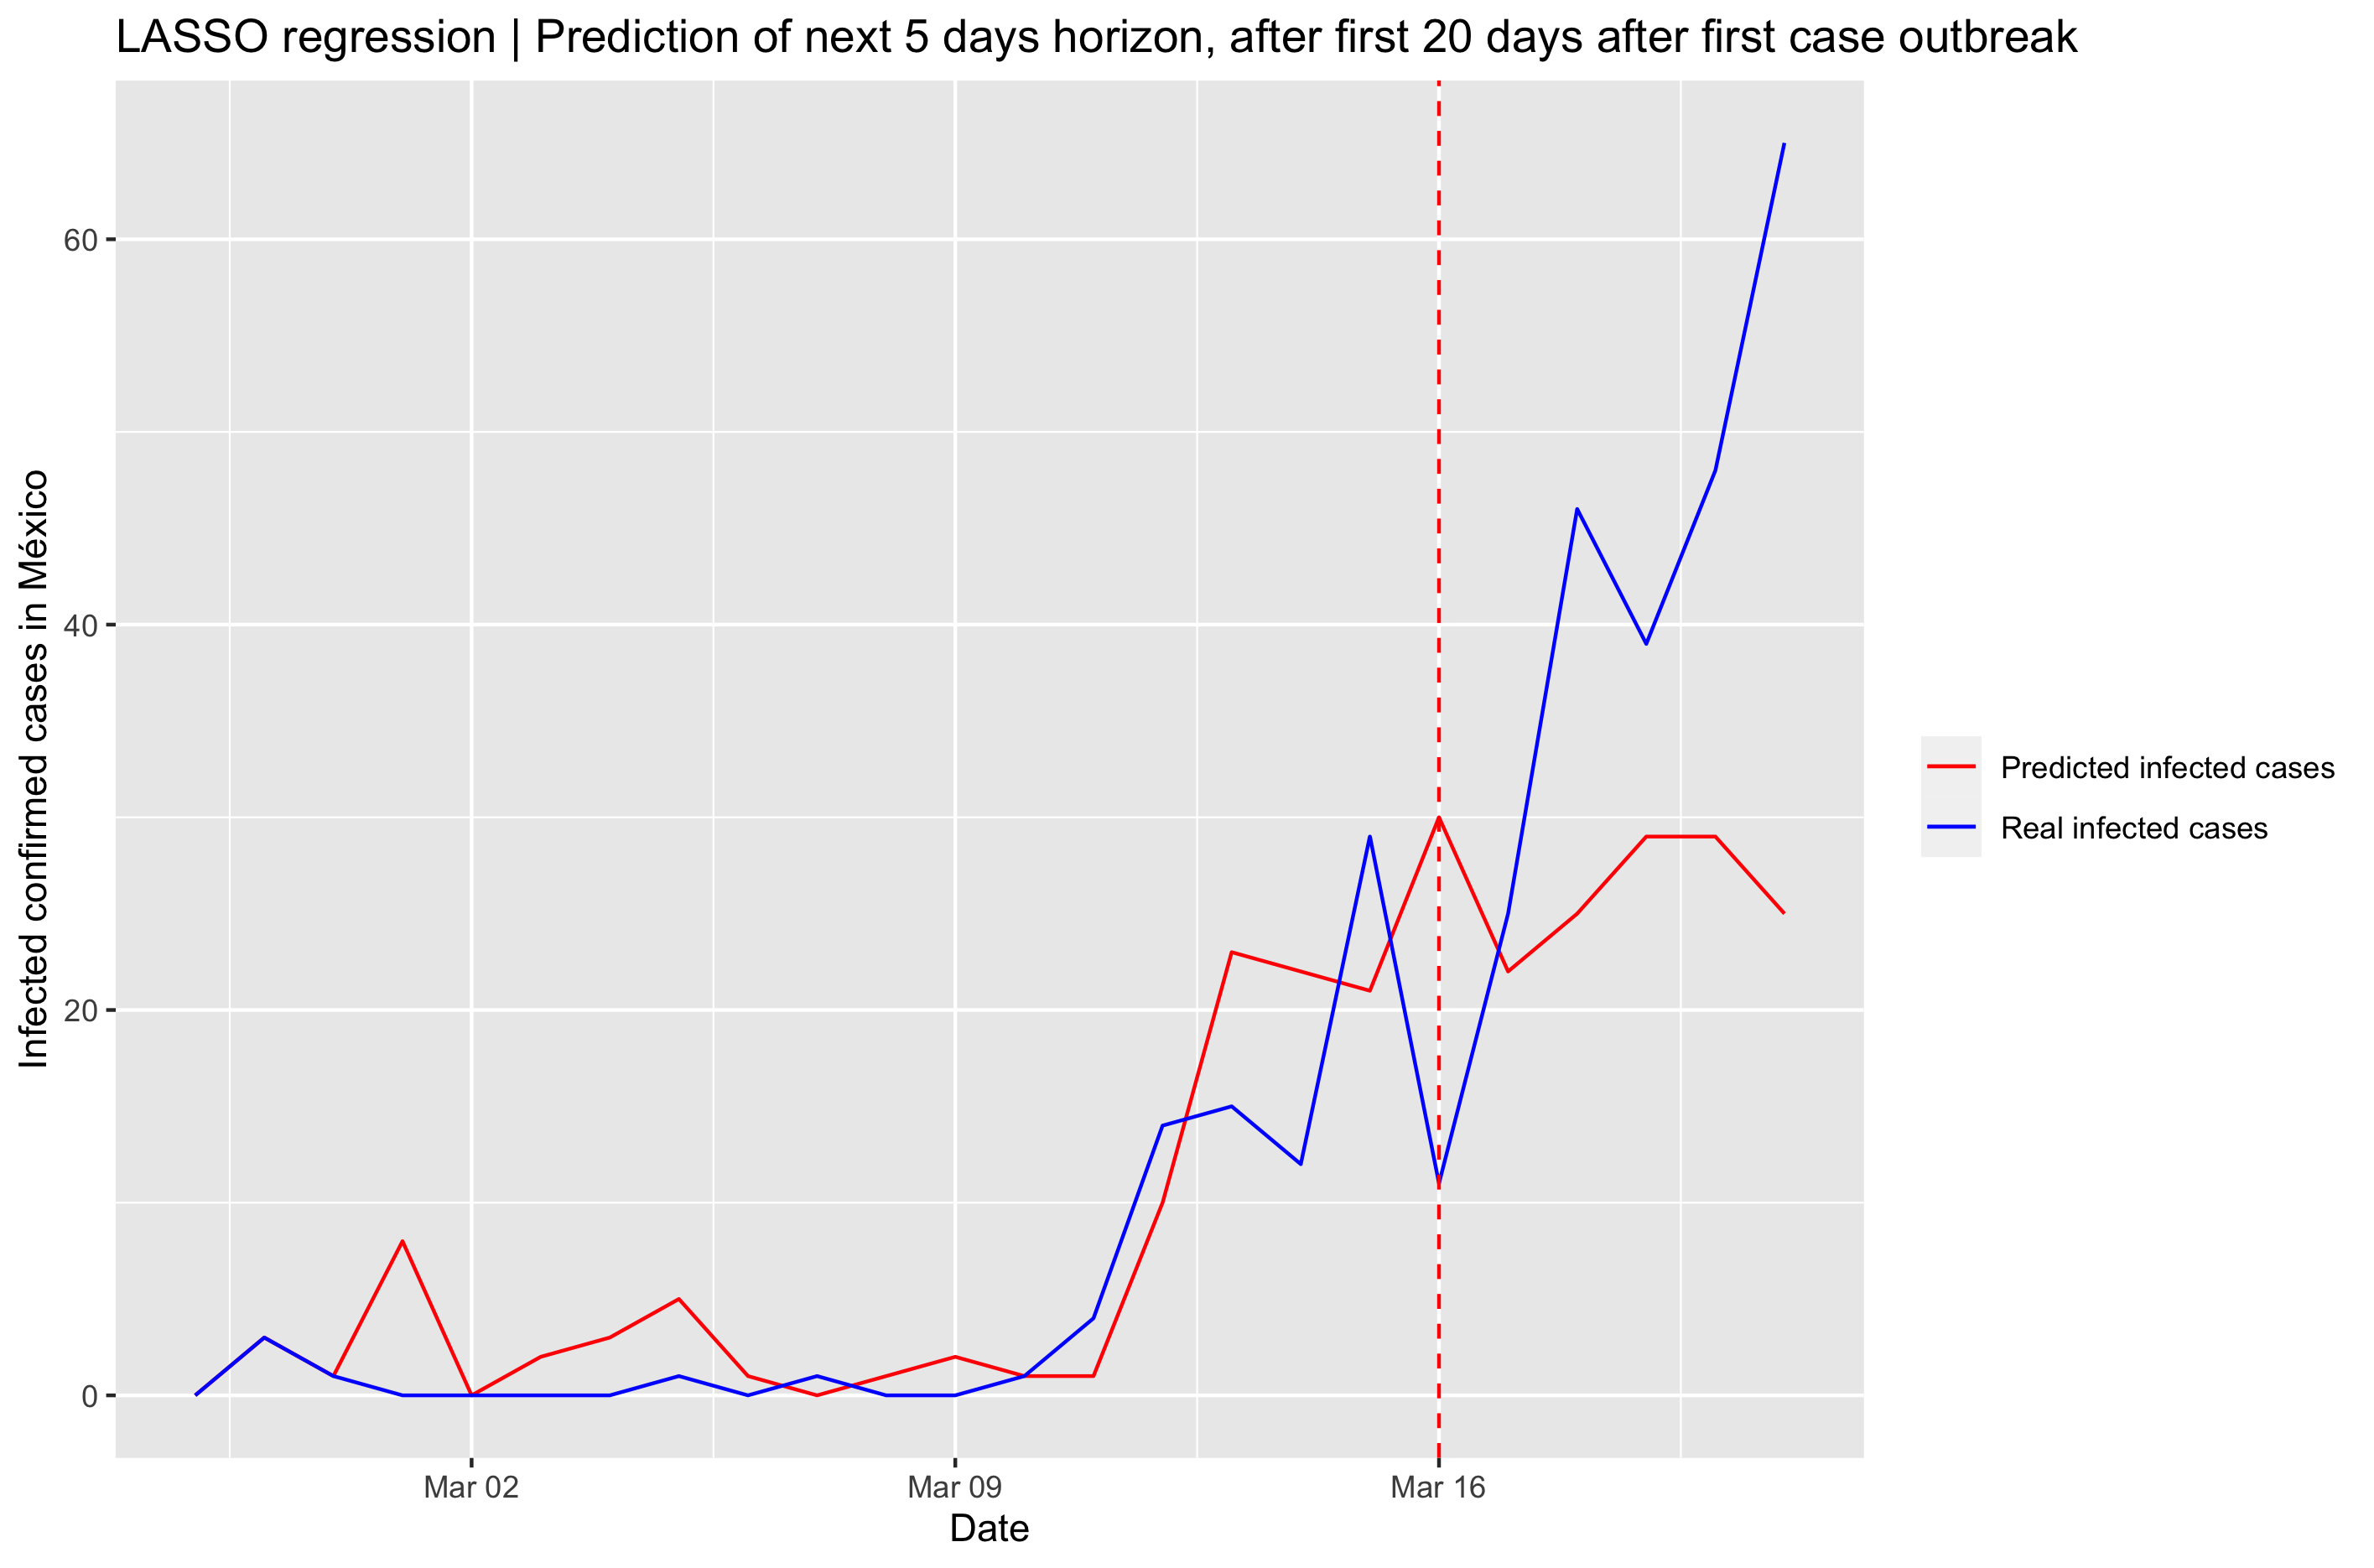 LASSO regression | Prediction of next 5 days horizon, after first 20 days after first case outbreak
Infected confirmed cases in México
60
40
20
0
Mar 02
Mar 09
Mar 16
Date
Predicted infected cases
Real infected cases